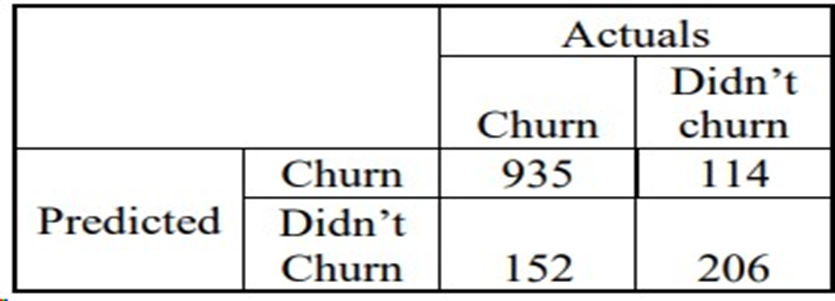 Actuals
Churn Didn't churn
Predicted Churn 935 114
Didn't Churn 152 206